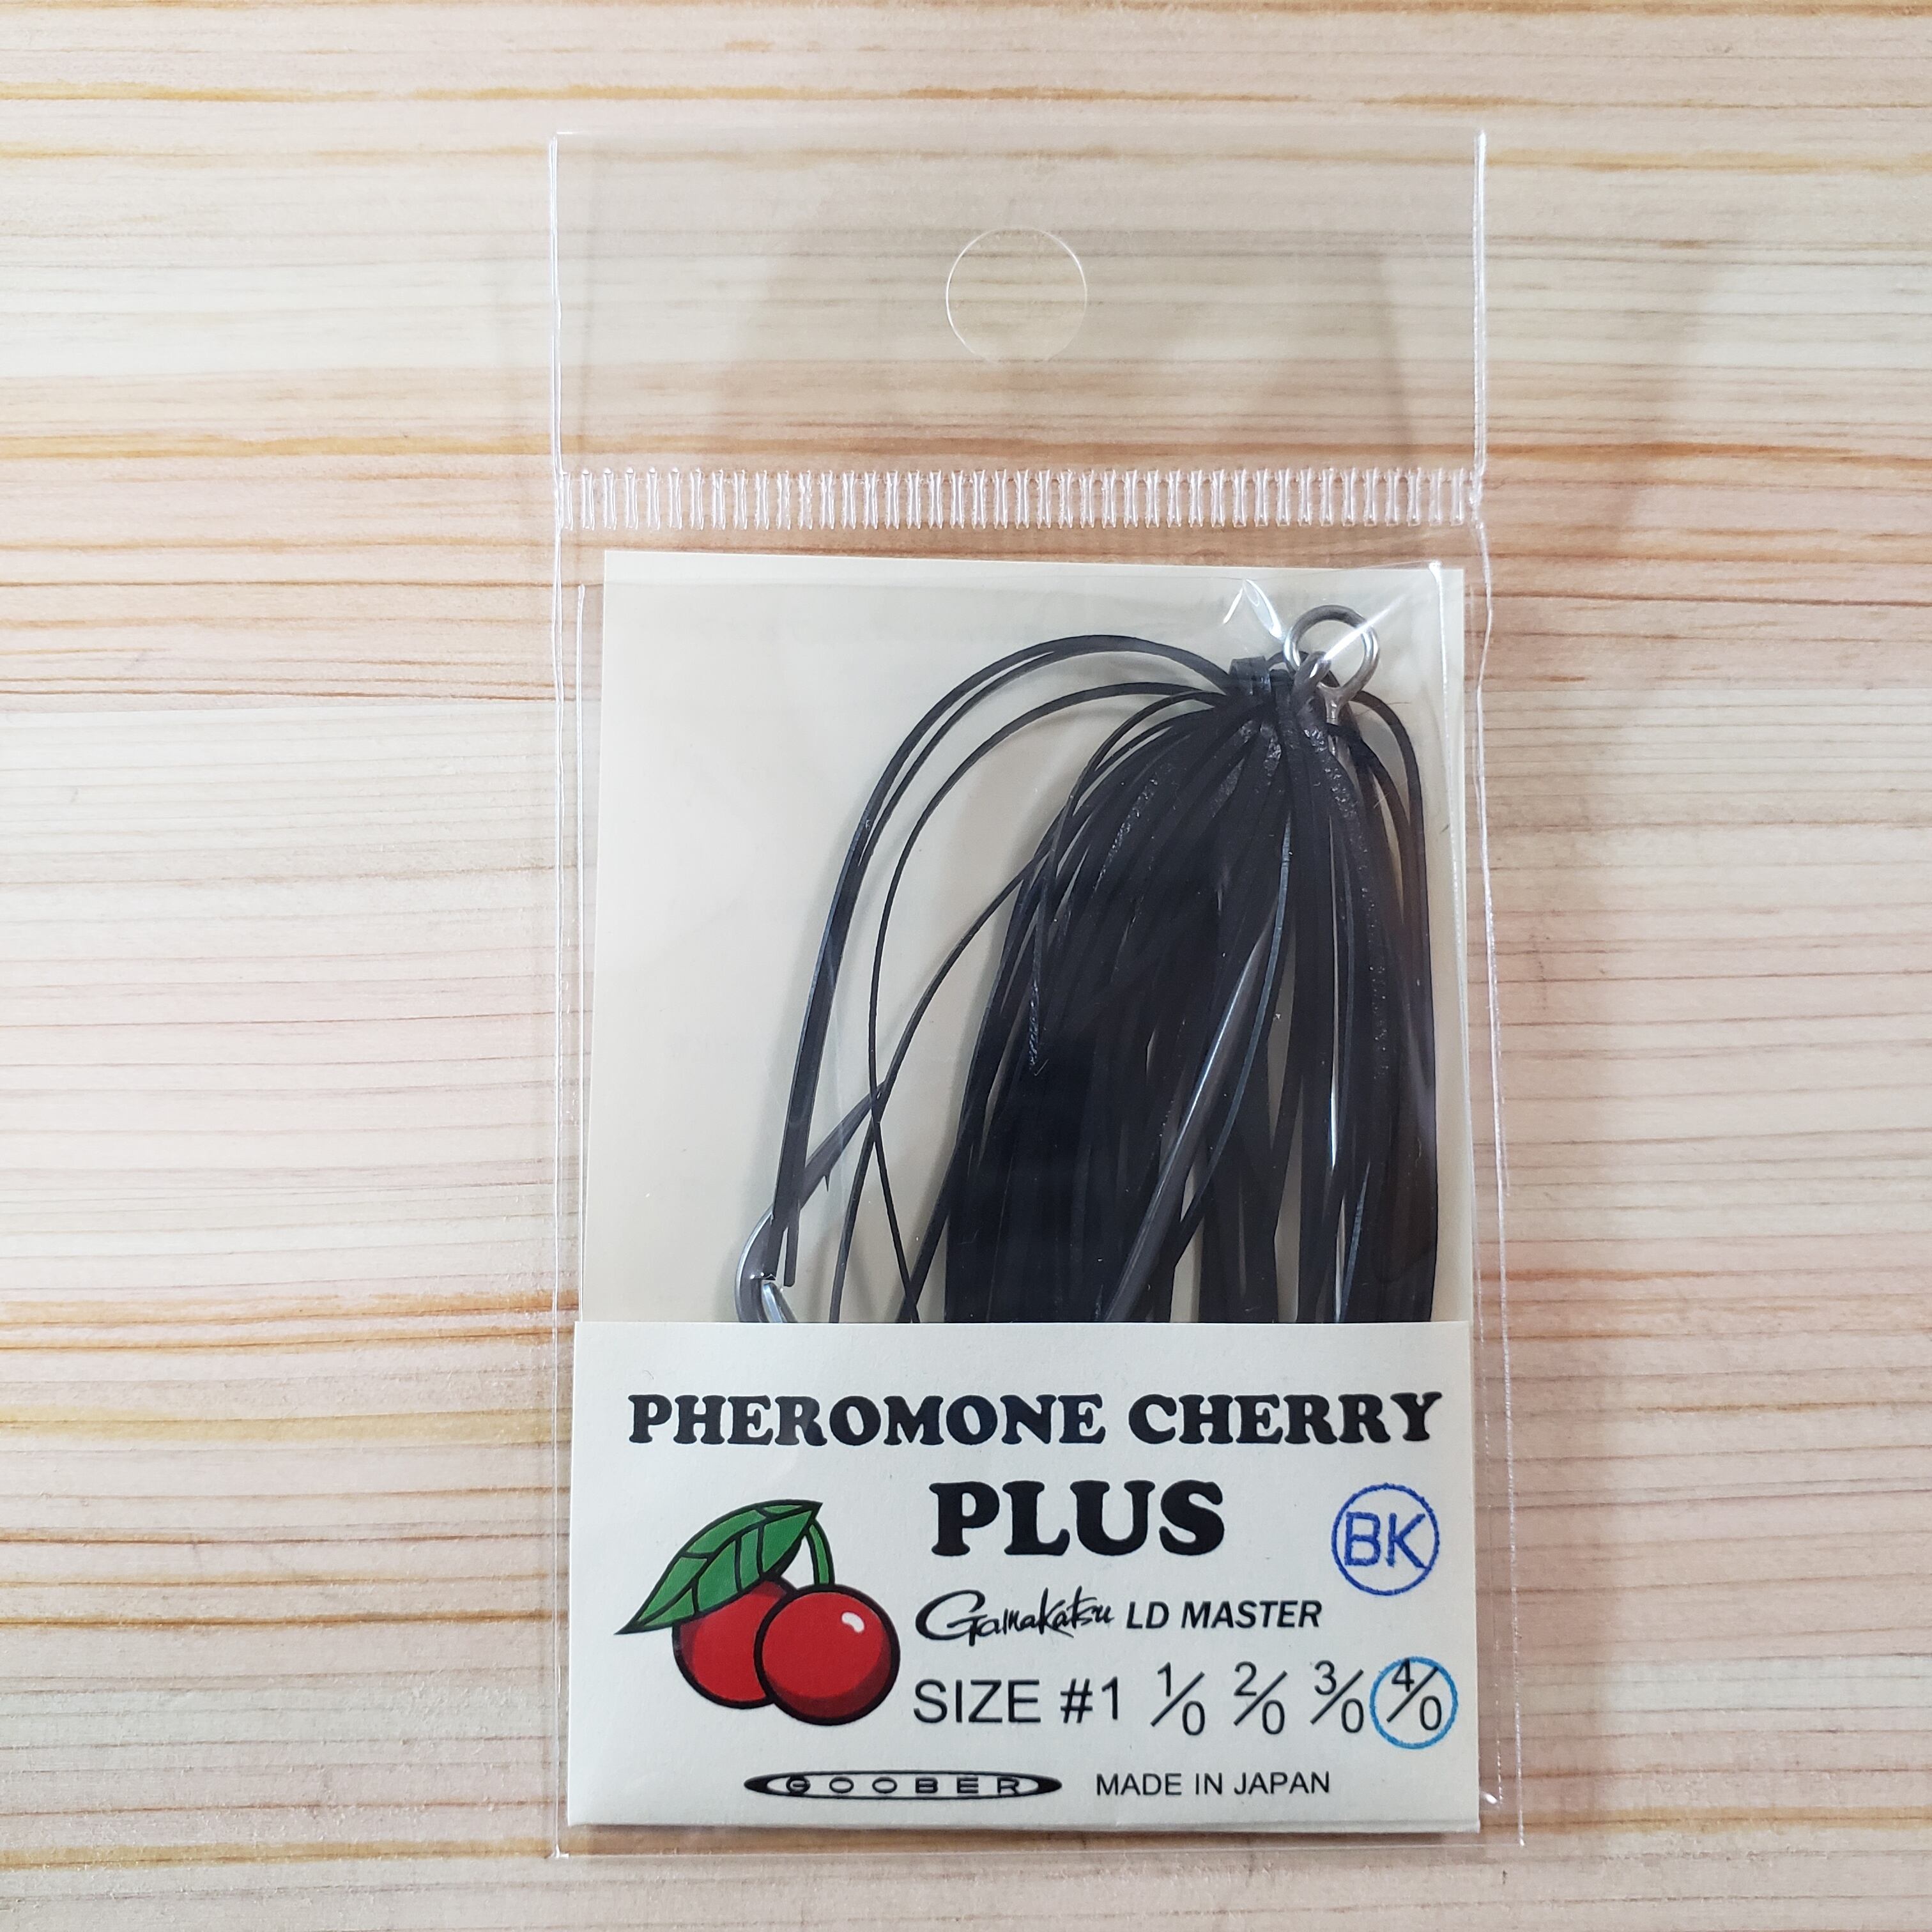 PHEROMONE CHERRY
PLUS
BK
Gamakatsu LD MASTER
SIZE #1 1/0 2/0 3/0 4/0
GOOBER MADE IN JAPAN